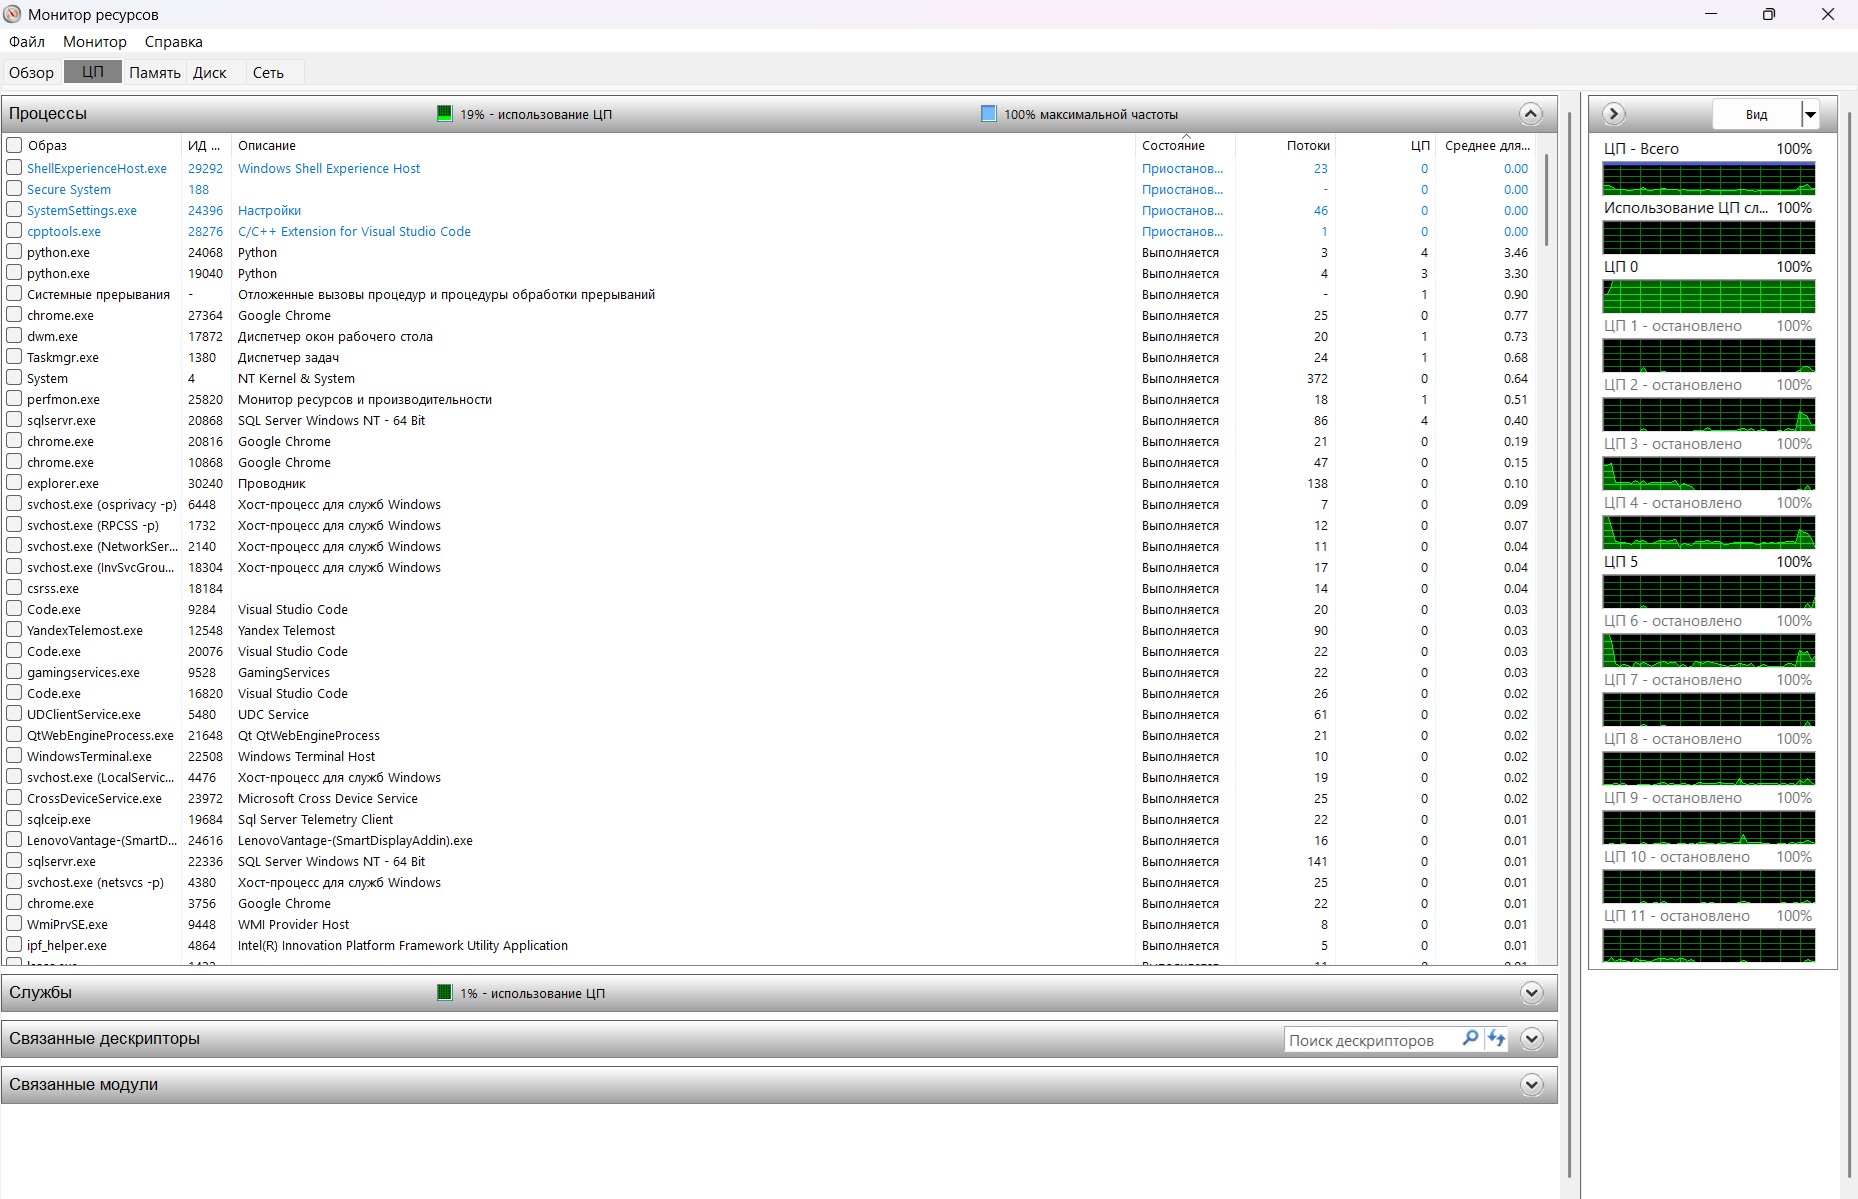 Монитор ресурсов
Файл Монитор Справка
Обзор ЦП Память Диск Сеть
Процессы 19% - использование ЦП 100% максимальной частоты
Образ ИД ... Описание Состояние Потоки ЦП Среднее для...
ShellExperienceHost.exe 29292 Windows Shell Experience Host Приостанов... 23 0 0.00
Secure System 188 Приостанов... - 0 0.00
SystemSettings.exe 24396 Настройки Приостанов... 46 0 0.00
cpptools.exe 28276 C/C++ Extension for Visual Studio Code Приостанов... 1 0 0.00
python.exe 24068 Python Выполняется 3 4 3.46
python.exe 19040 Python Выполняется 4 3 3.30
Системные прерывания - Отложенные вызовы процедур и процедуры обработки прерываний Выполняется - 1 0.90
chrome.exe 27364 Google Chrome Выполняется 25 0 0.77
dwm.exe 17872 Диспетчер окон рабочего стола Выполняется 20 1 0.73
Taskmgr.exe 1380 Диспетчер задач Выполняется 24 1 0.68
System 4 NT Kernel & System Выполняется 372 0 0.64
perfmon.exe 25820 Монитор ресурсов и производительности Выполняется 18 1 0.51
sqlservr.exe 20868 SQL Server Windows NT - 64 Bit Выполняется 86 4 0.40
chrome.exe 20816 Google Chrome Выполняется 21 0 0.19
chrome.exe 10868 Google Chrome Выполняется 47 0 0.15
explorer.exe 30240 Проводник Выполняется 138 0 0.10
svchost.exe (osprivacy -p) 6448 Хост-процесс для служб Windows Выполняется 7 0 0.09
svchost.exe (RPCSS -p) 1732 Хост-процесс для служб Windows Выполняется 12 0 0.07
svchost.exe (NetworkSer... 2140 Хост-процесс для служб Windows Выполняется 11 0 0.04
svchost.exe (InvSvcGrou... 18304 Хост-процесс для служб Windows Выполняется 17 0 0.04
csrss.exe 18184 Выполняется 14 0 0.04
Code.exe 9284 Visual Studio Code Выполняется 20 0 0.03
YandexTelemost.exe 12548 Yandex Telemost Выполняется 90 0 0.03
Code.exe 20076 Visual Studio Code Выполняется 22 0 0.03
gamingservices.exe 9528 GamingServices Выполняется 22 0 0.03
Code.exe 16820 Visual Studio Code Выполняется 26 0 0.02
UDClientService.exe 5480 UDC Service Выполняется 61 0 0.02
QtWebEngineProcess.exe 21648 Qt QtWebEngineProcess Выполняется 21 0 0.02
WindowsTerminal.exe 22508 Windows Terminal Host Выполняется 10 0 0.02
svchost.exe (LocalServic... 4476 Хост-процесс для служб Windows Выполняется 19 0 0.02
CrossDeviceService.exe 23972 Microsoft Cross Device Service Выполняется 25 0 0.02
sqlceip.exe 19684 Sql Server Telemetry Client Выполняется 22 0 0.01
LenovoVantage-(SmartD... 24616 LenovoVantage-(SmartDisplayAddin).exe Выполняется 16 0 0.01
sqlservr.exe 22336 SQL Server Windows NT - 64 Bit Выполняется 141 0 0.01
svchost.exe (netsvcs -p) 4380 Хост-процесс для служб Windows Выполняется 25 0 0.01
chrome.exe 3756 Google Chrome Выполняется 22 0 0.01
WmiPrvSE.exe 9448 WMI Provider Host Выполняется 8 0 0.01
ipf_helper.exe 4864 Intel(R) Innovation Platform Framework Utility Application Выполняется 5 0 0.01
Службы 1% - использование ЦП
Связанные дескрипторы Поиск дескрипторов
Связанные модули
Вид
ЦП - Всего 100%
Использование ЦП сл... 100%
ЦП 0 100%
ЦП 1 - остановлено 100%
ЦП 2 - остановлено 100%
ЦП 3 - остановлено 100%
ЦП 4 - остановлено 100%
ЦП 5 100%
ЦП 6 - остановлено 100%
ЦП 7 - остановлено 100%
ЦП 8 - остановлено 100%
ЦП 9 - остановлено 100%
ЦП 10 - остановлено 100%
ЦП 11 - остановлено 100%